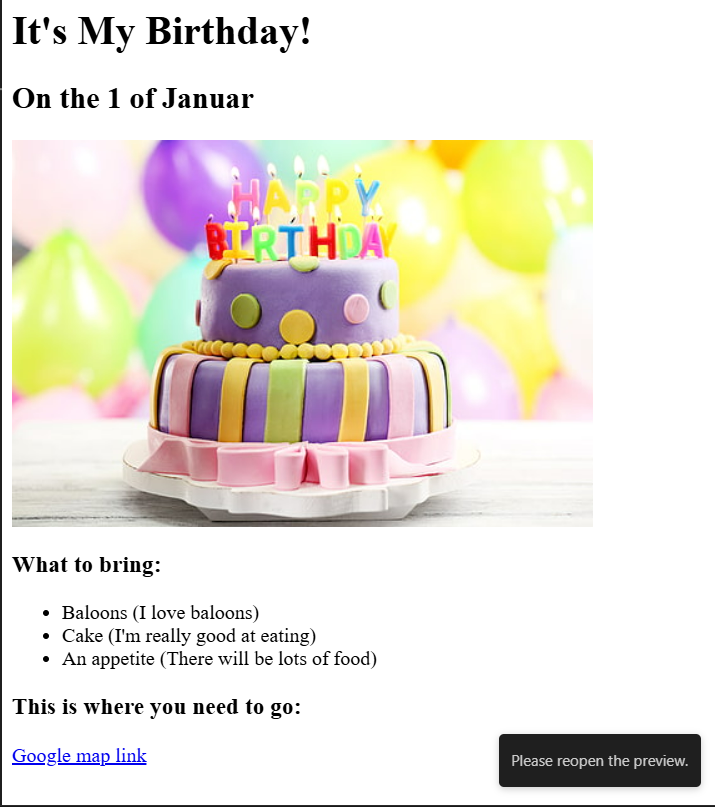 It's My Birthday!
On the 1 of Januar
HAPPY
BIRTHDAY
What to bring:
Baloons (I love baloons)
Cake (I'm really good at eating)
An appetite (There will be lots of food)
This is where you need to go:
Google map link
Please reopen the preview.